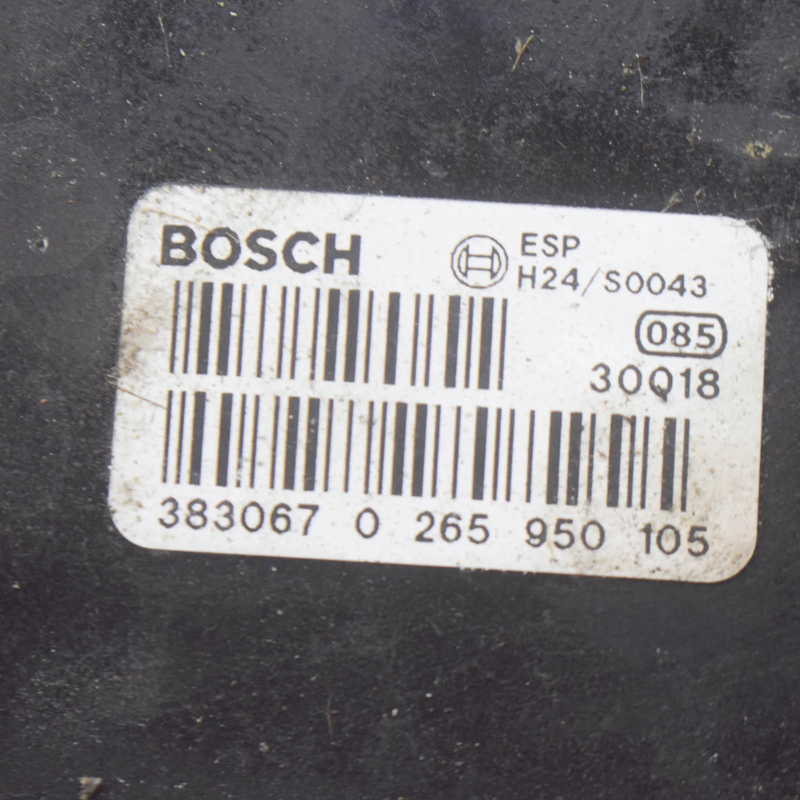 BOSCH
ESP
H24/S0043
085
30Q18
383067 0 265 950 105